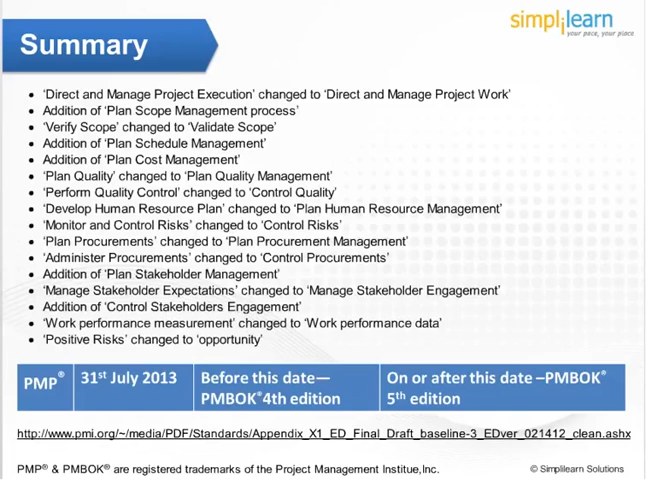 simplilearn
your pace, your place
Summary
• ‘Direct and Manage Project Execution’ changed to ‘Direct and Manage Project Work’
• Addition of ‘Plan Scope Management process’
• ‘Verify Scope’ changed to ‘Validate Scope’
• Addition of ‘Plan Schedule Management’
• Addition of ‘Plan Cost Management’
• ‘Plan Quality’ changed to ‘Plan Quality Management’
• ‘Perform Quality Control’ changed to ‘Control Quality’
• ‘Develop Human Resource Plan’ changed to ‘Plan Human Resource Management’
• ‘Monitor and Control Risks’ changed to ‘Control Risks’
• ‘Plan Procurements’ changed to ‘Plan Procurement Management’
• ‘Administer Procurements’ changed to ‘Control Procurements’
• Addition of ‘Plan Stakeholder Management’
• ‘Manage Stakeholder Expectations’ changed to ‘Manage Stakeholder Engagement’
• Addition of ‘Control Stakeholders Engagement’
• ‘Work performance measurement’ changed to ‘Work performance data’
• ‘Positive Risks’ changed to ‘opportunity’
PMP®
31st July 2013
Before this date—
PMBOK®4th edition
On or after this date –PMBOK®
5th edition
http://www.pmi.org/~/media/PDF/Standards/Appendix_X1_ED_Final_Draft_baseline-3_EDver_021412_clean.ashx
PMP® & PMBOK® are registered trademarks of the Project Management Institue,Inc.
© Simplilearn Solutions